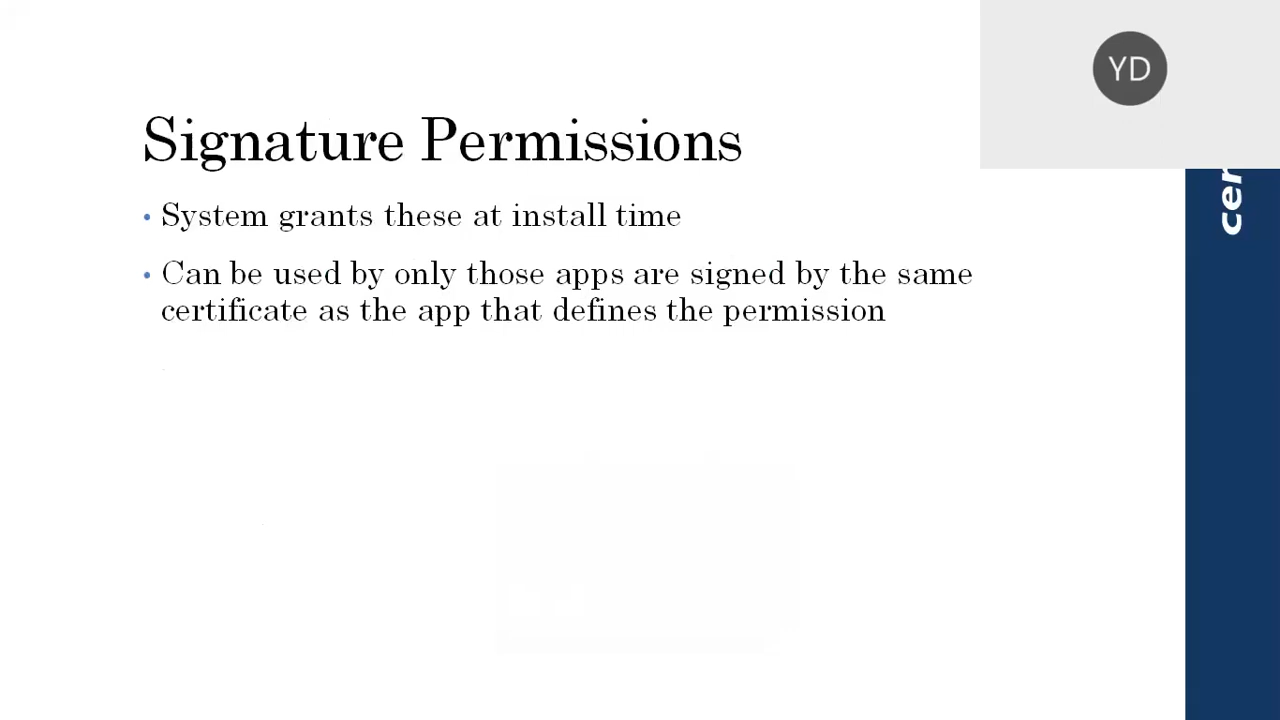 YD
Signature Permissions
• System grants these at install time
• Can be used by only those apps are signed by the same
certificate as the app that defines the permission
cer